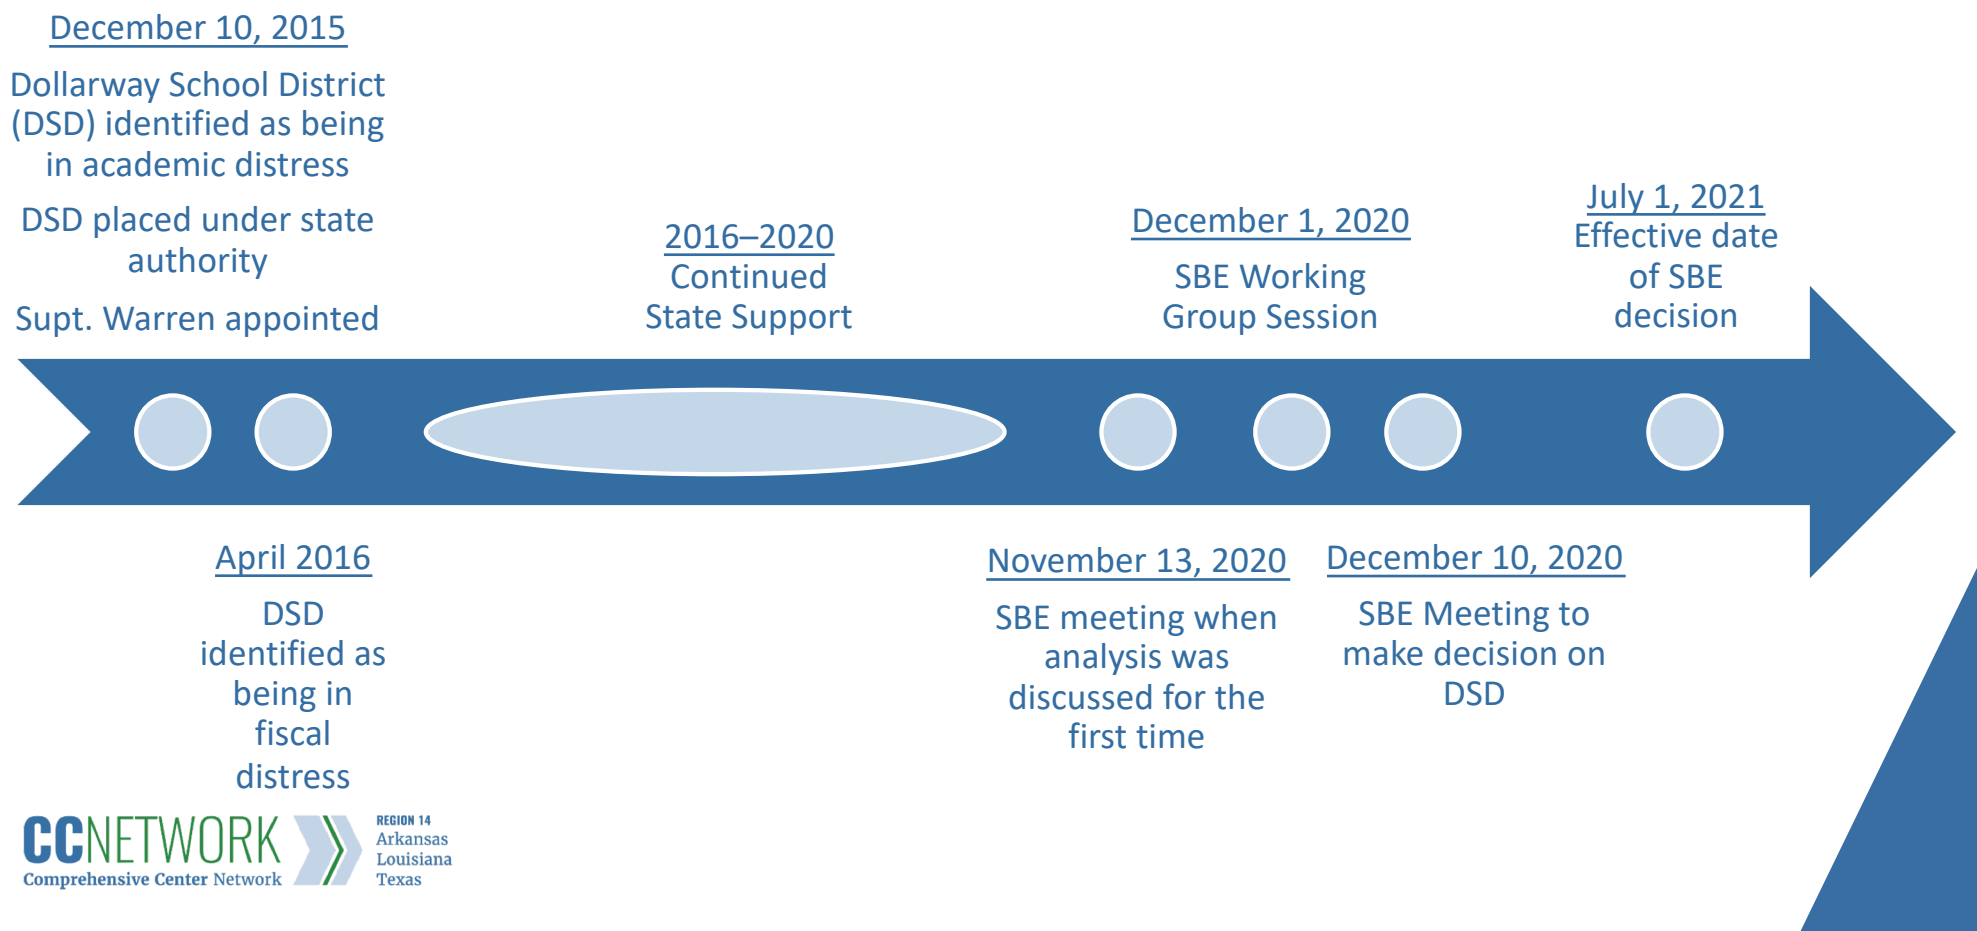 December 10, 2015
Dollarway School District
(DSD) identified as being
in academic distress
DSD placed under state
authority
Supt. Warren appointed
April 2016
DSD
identified as
being in
fiscal
distress
2016–2020
Continued
State Support
November 13, 2020
SBE meeting when
analysis was
discussed for the
first time
December 1, 2020
SBE Working
Group Session
December 10, 2020
SBE Meeting to
make decision on
DSD
July 1, 2021
Effective date
of SBE
decision
CCNETWORK
Comprehensive Center Network
REGION 14
Arkansas
Louisiana
Texas